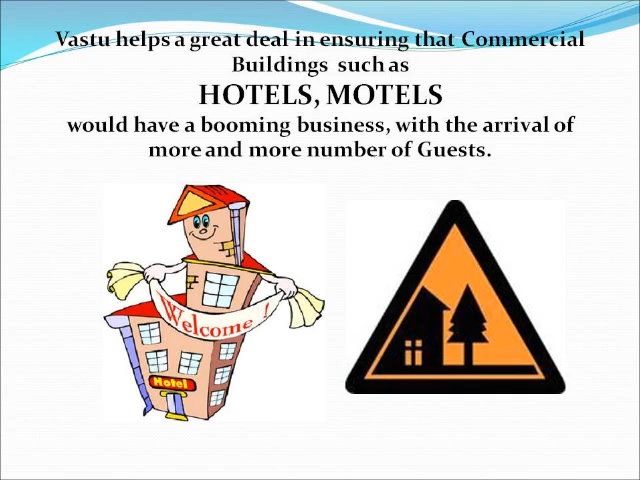 Vastu helps a great deal in ensuring that Commercial
Buildings such as
HOTELS, MOTELS
would have a booming business, with the arrival of
more and more number of Guests.
Welcome !
Hotel